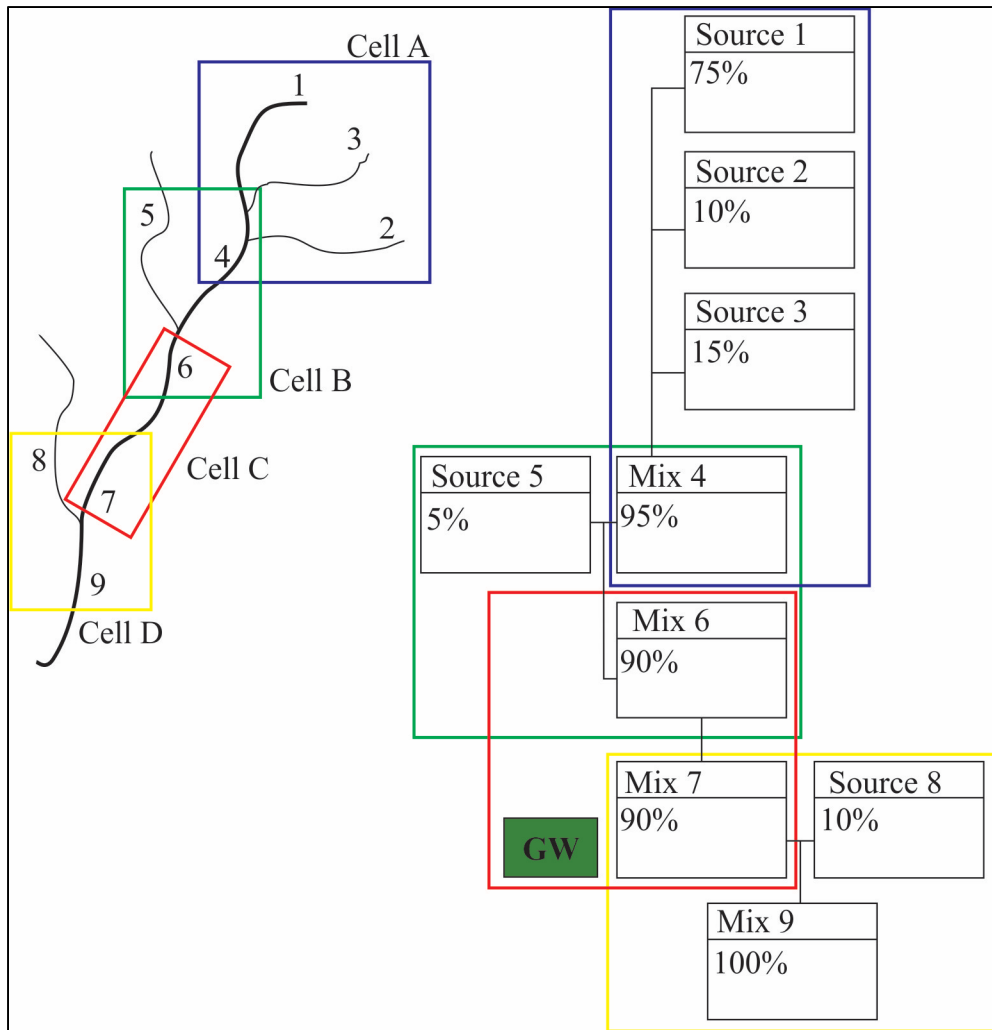 Cell A
1
3
2
5
4
6
Cell B
8
7
Cell C
9
Cell D
Source 1
75%
Source 2
10%
Source 3
15%
Source 5
5%
Mix 4
95%
Mix 6
90%
Mix 7
90%
Source 8
10%
GW
Mix 9
100%